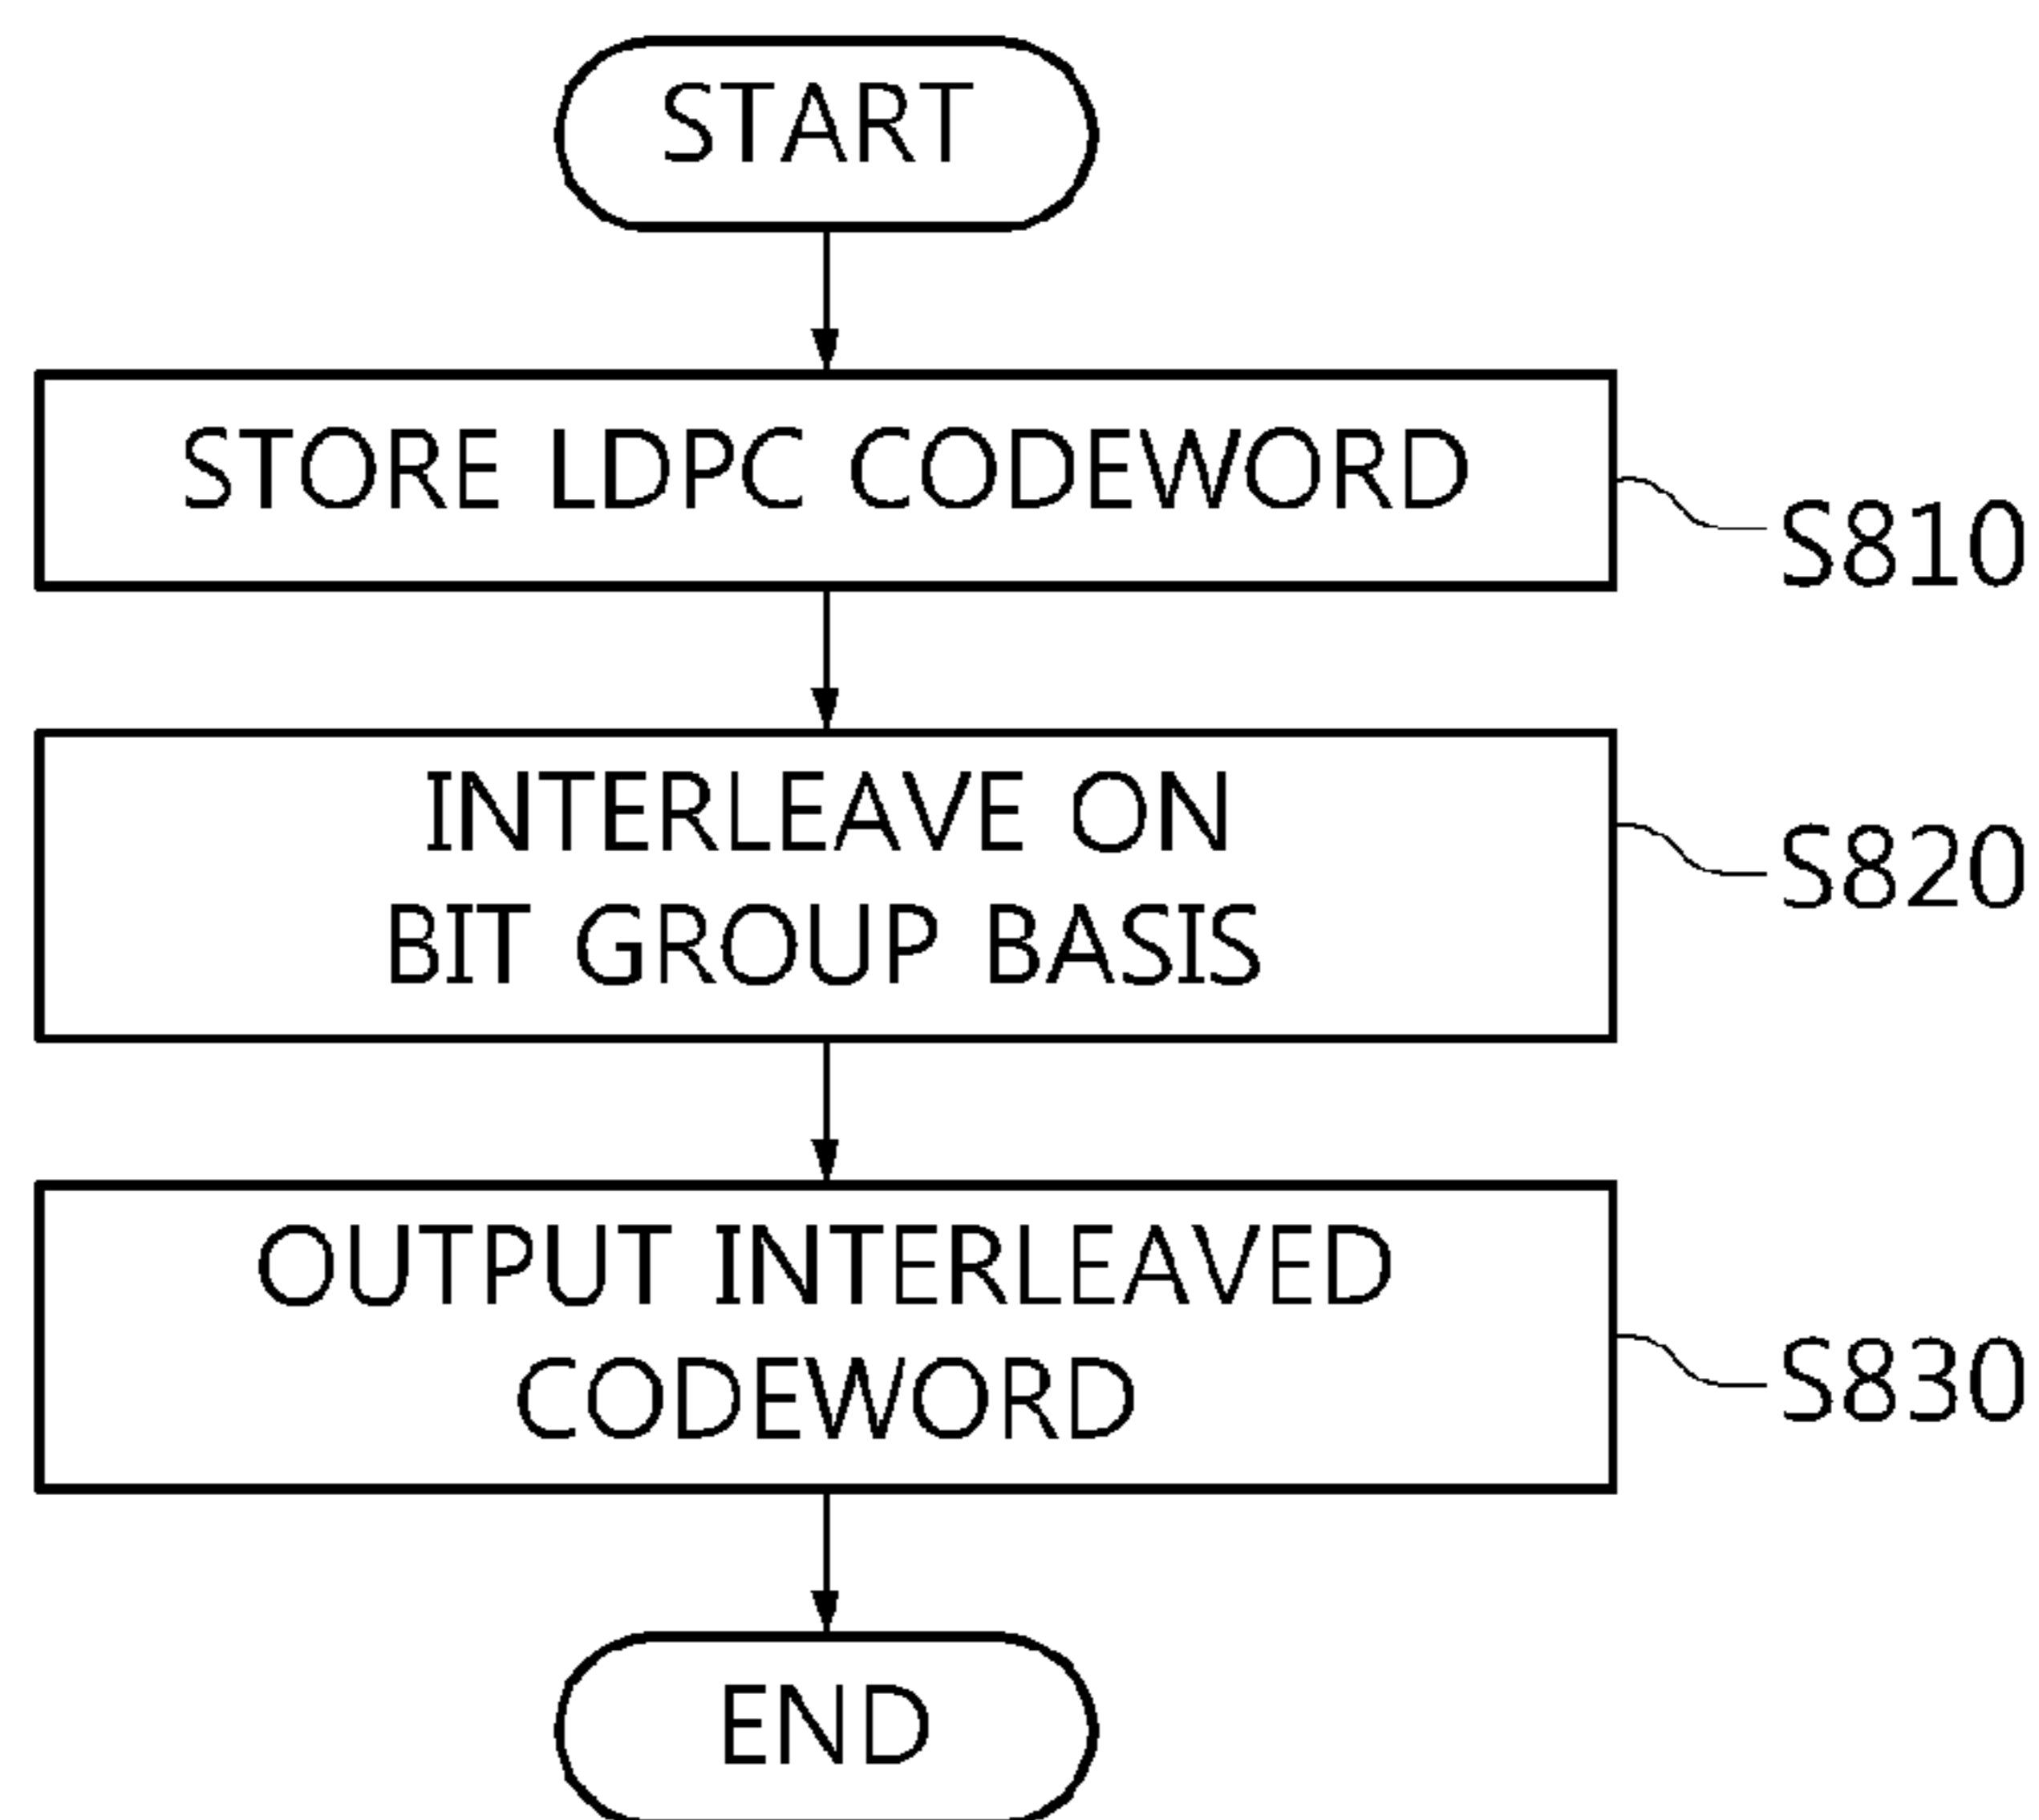 START
STORE LDPC CODEWORD
S810
INTERLEAVE ON
BIT GROUP BASIS
S820
OUTPUT INTERLEAVED
CODEWORD
S830
END